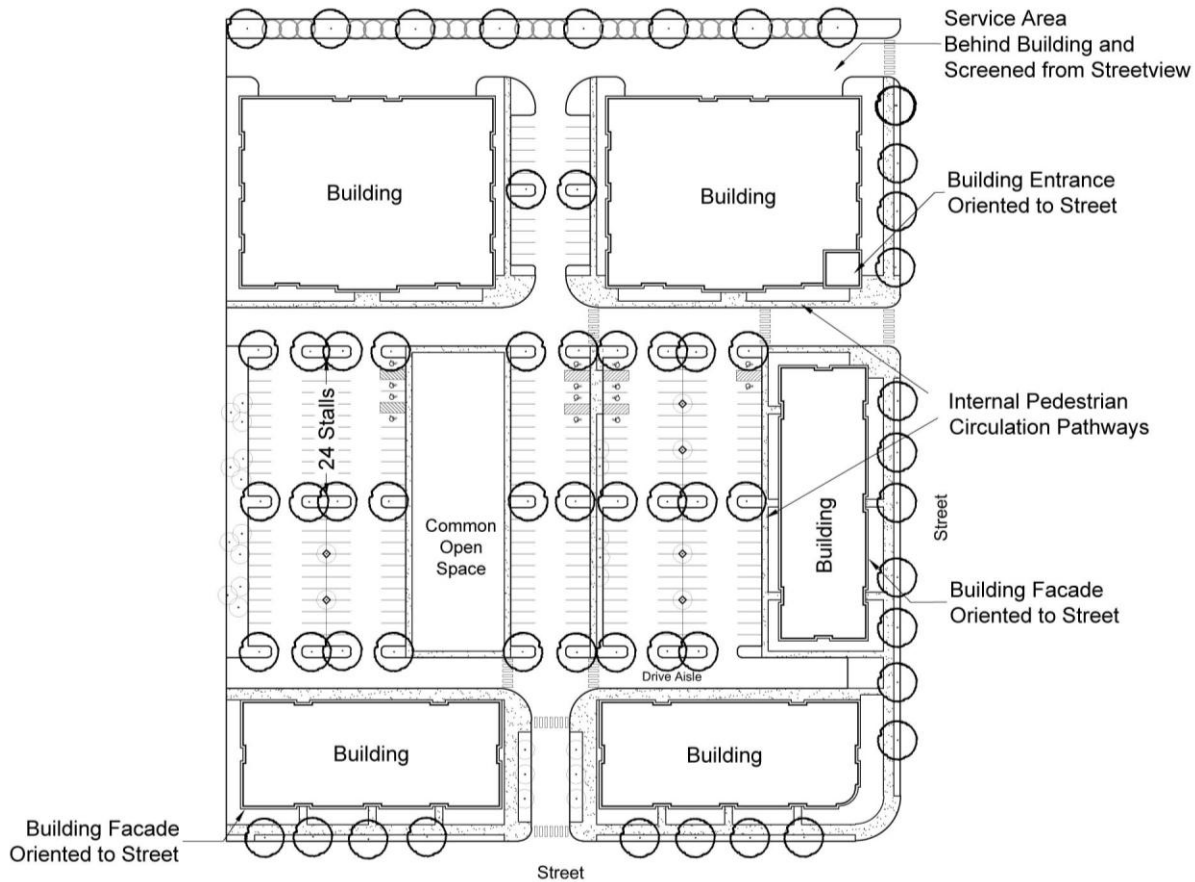 Service Area
Behind Building and
Screened from Streetview
Building
Building
Building Entrance
Oriented to Street
24 Stalls
Internal Pedestrian
Circulation Pathways
Common
Open
Space
Building
Street
Building Facade
Oriented to Street
Drive Aisle
Building
Building
Building Facade
Oriented to Street
Street